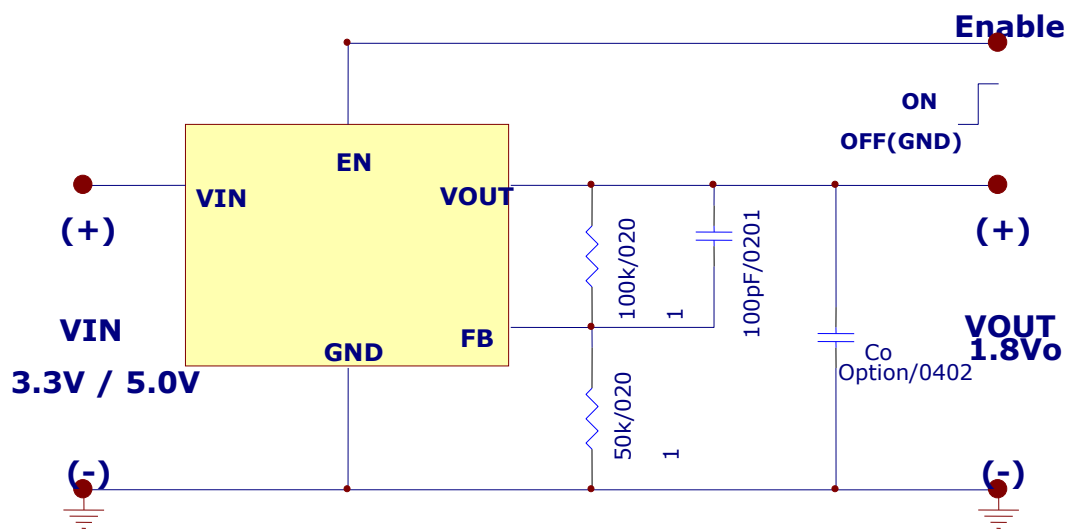 Enable
ON
OFF(GND)
EN
VIN
VOUT
(+)
(+)
100k/020
1
100pF/0201
VIN
3.3V / 5.0V
FB
GND
VOUT
1.8Vo
Co
Option/0402
50k/020
1
(-)
(-)